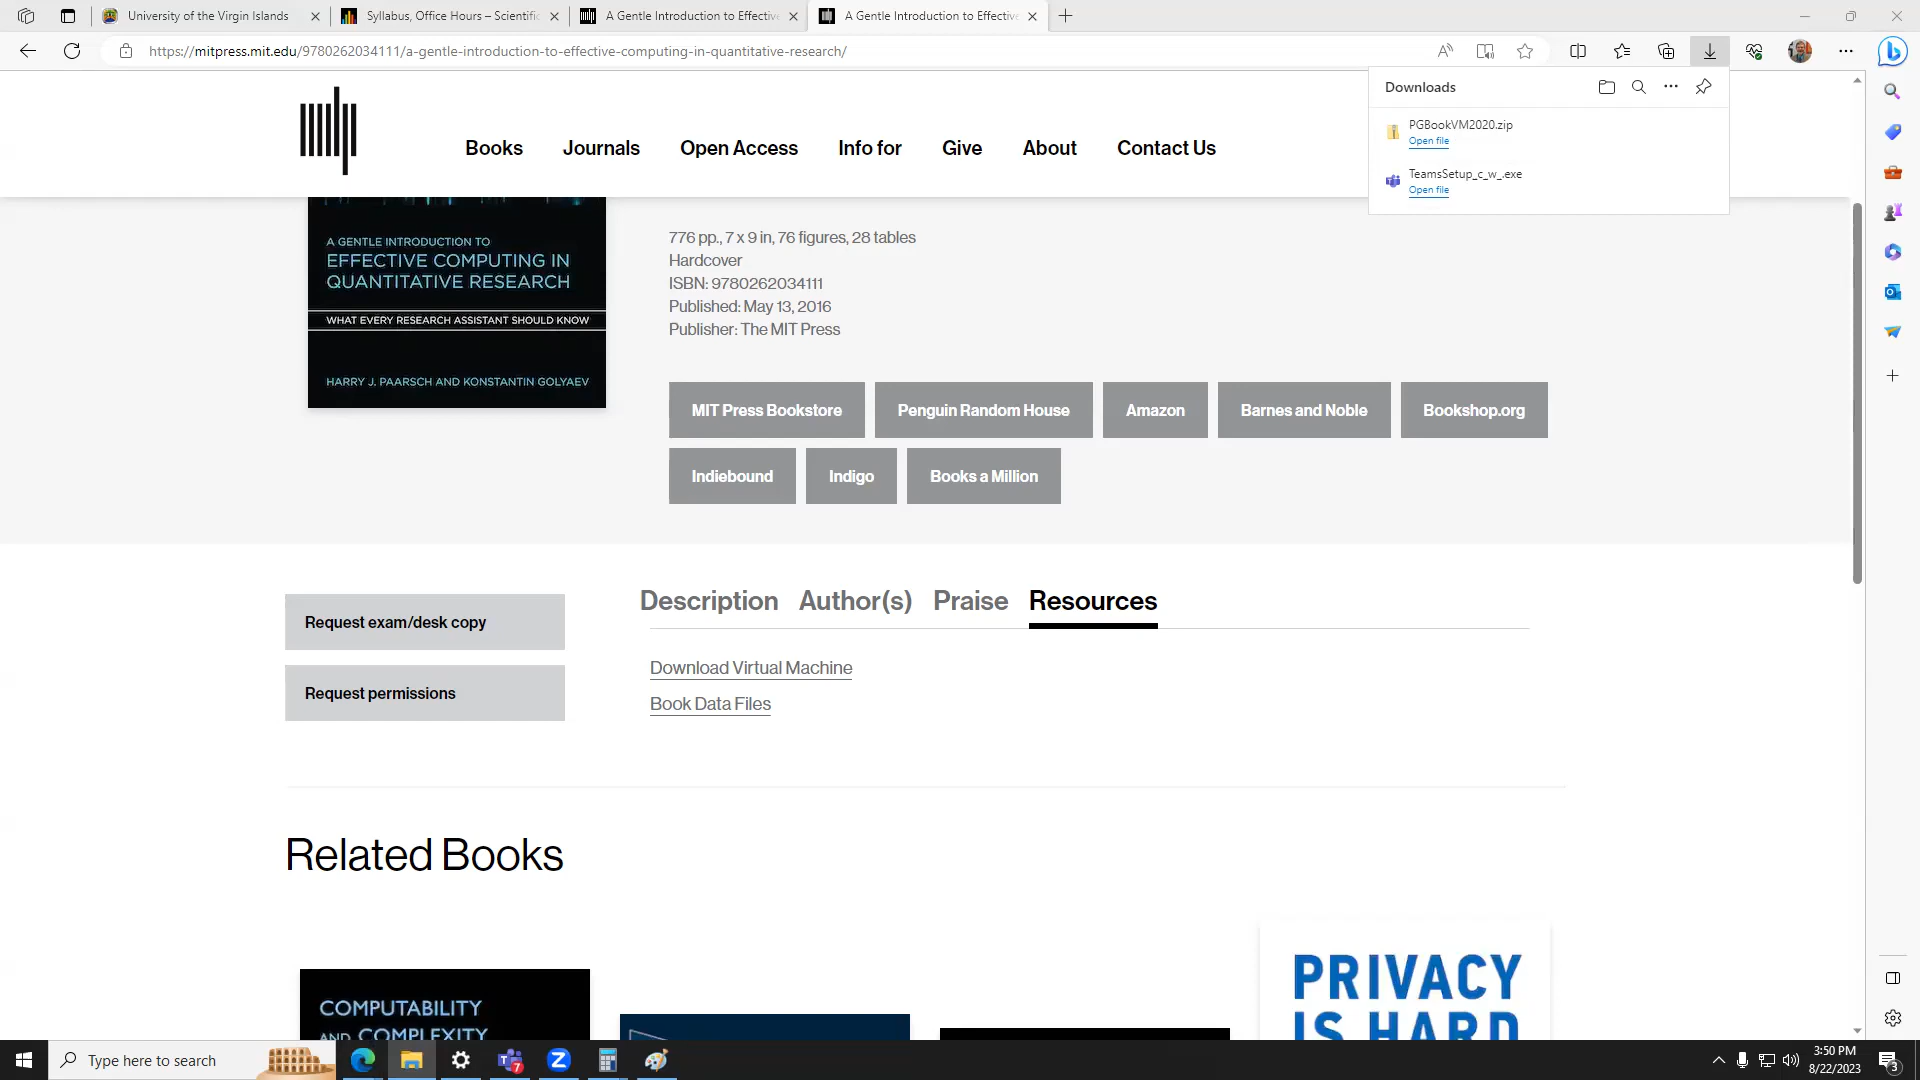 University of the Virgin Islands
Syllabus, Office Hours – Scientific
A Gentle Introduction to Effective
A Gentle Introduction to Effective
https://mitpress.mit.edu/9780262034111/a-gentle-introduction-to-effective-computing-in-quantitative-research/
Downloads
PGBookVM2020.zip
Open file
TeamsSetup_c_w_.exe
Open file
Books
Journals
Open Access
Info for
Give
About
Contact Us
A GENTLE INTRODUCTION TO
EFFECTIVE COMPUTING IN
QUANTITATIVE RESEARCH
WHAT EVERY RESEARCH ASSISTANT SHOULD KNOW
HARRY J. PAARSCH AND KONSTANTIN GOLYAEV
776 pp., 7 x 9 in, 76 figures, 28 tables
Hardcover
ISBN: 9780262034111
Published: May 13, 2016
Publisher: The MIT Press
MIT Press Bookstore
Penguin Random House
Amazon
Barnes and Noble
Bookshop.org
Indiebound
Indigo
Books a Million
Request exam/desk copy
Request permissions
Description
Author(s)
Praise
Resources
Download Virtual Machine
Book Data Files
Related Books
COMPUTABILITY
AND COMPLEXITY
PRIVACY
IS HARD
Type here to search
7
3:50 PM
8/22/2023
3